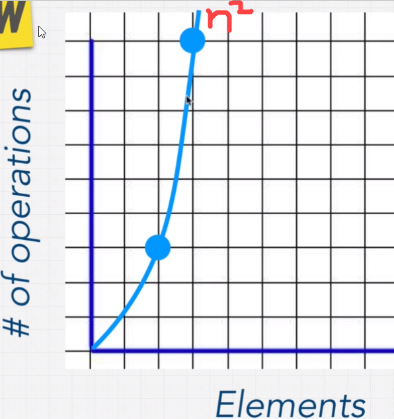 W
n²
# of operations
Elements